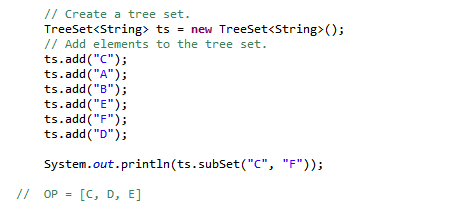 // Create a tree set.
TreeSet<String> ts = new TreeSet<String>();
// Add elements to the tree set.
ts.add("C");
ts.add("A");
ts.add("B");
ts.add("E");
ts.add("F");
ts.add("D");
System.out.println(ts.subSet("C", "F"));
// OP = [C, D, E]